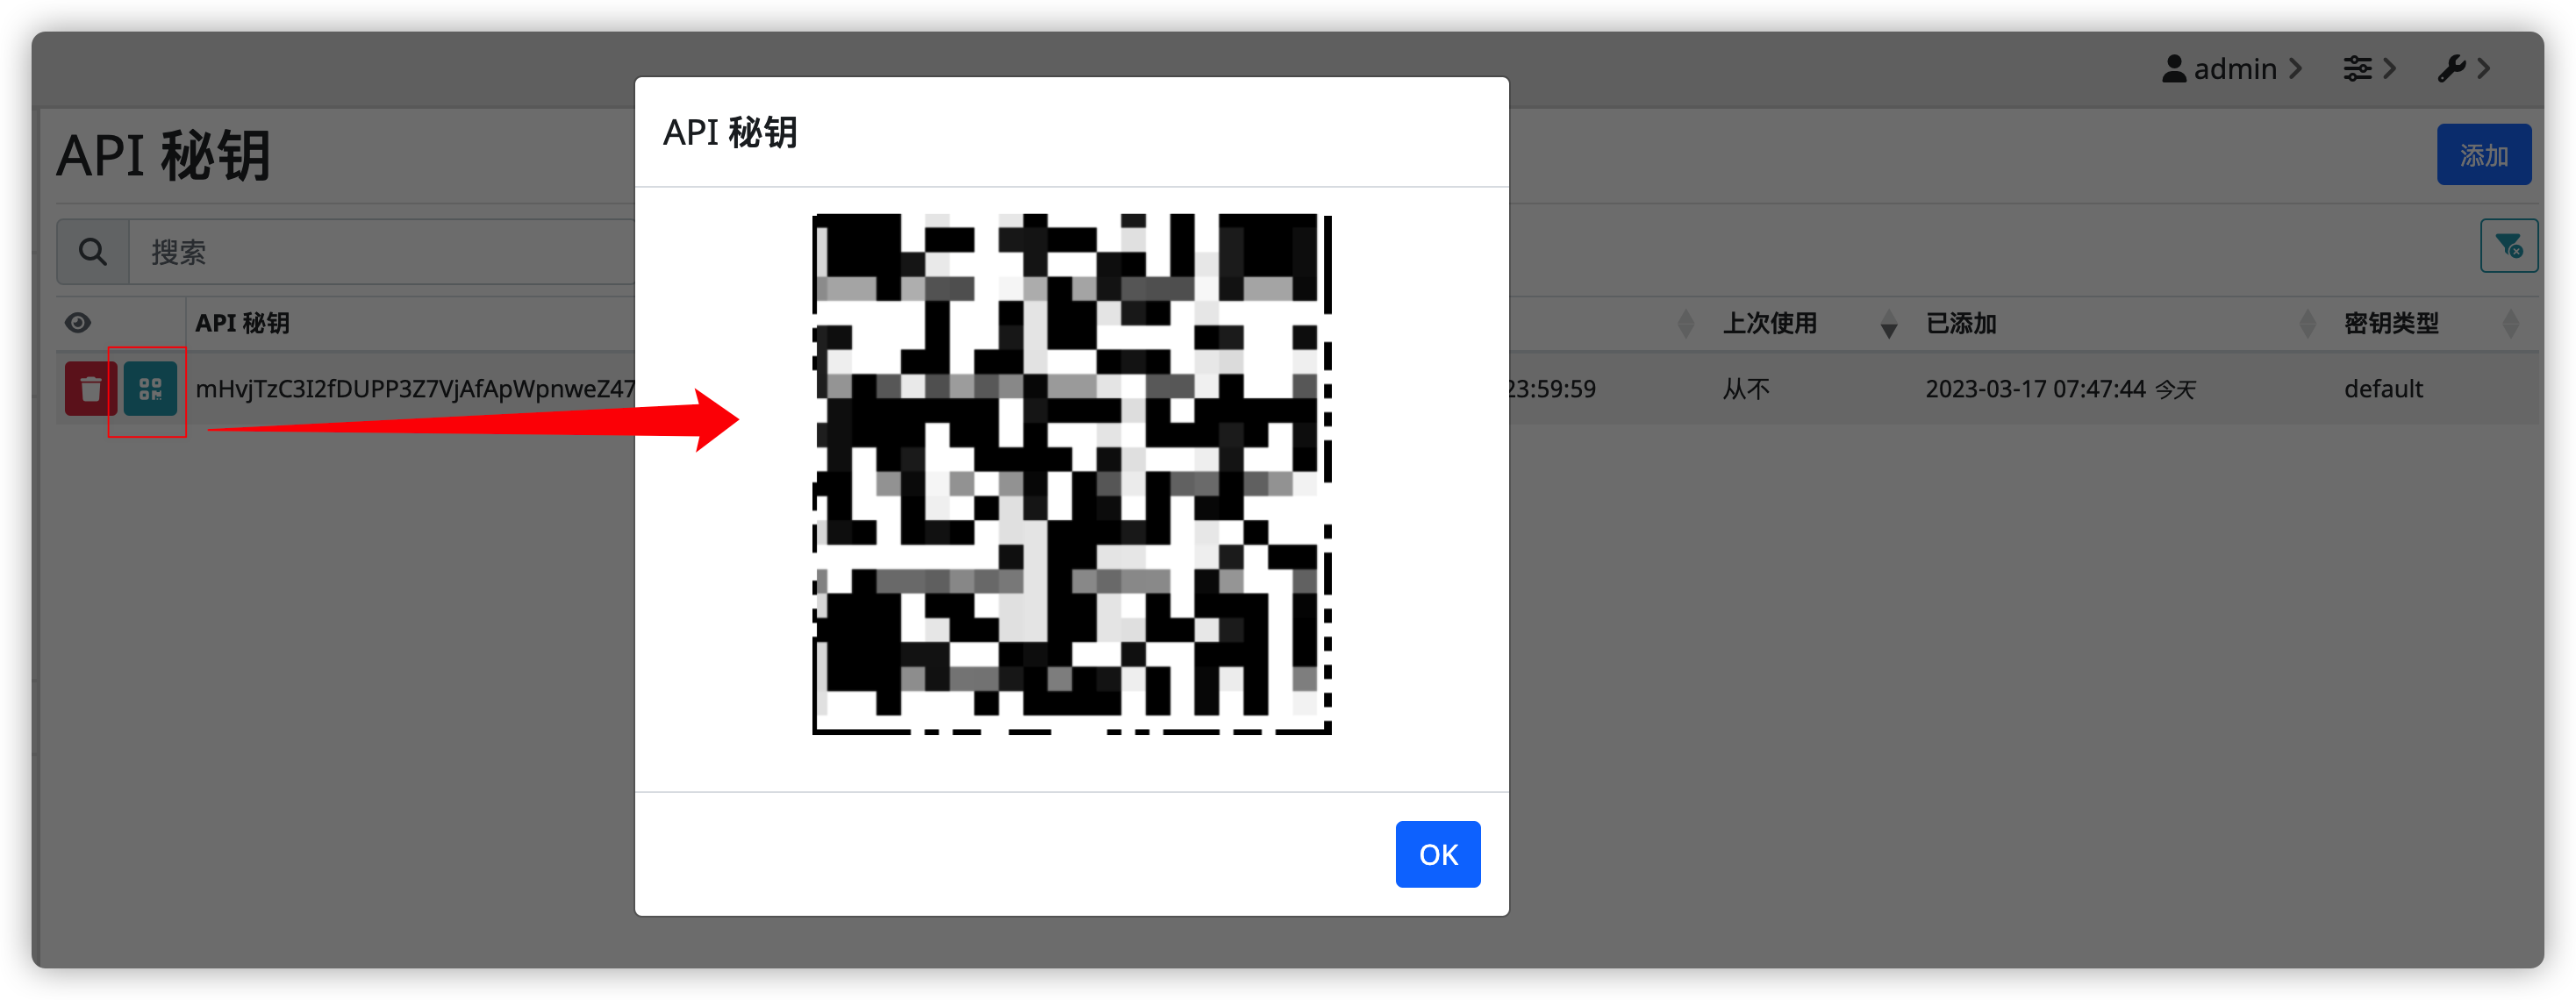 admin
API 秘钥
添加
搜索
API 秘钥
上次使用
已添加
密钥类型
mHvjTzC3I2fDUPP3Z7VjAfApWpnweZ47
23:59:59
从不
2023-03-17 07:47:44 今天
default
API 秘钥
OK